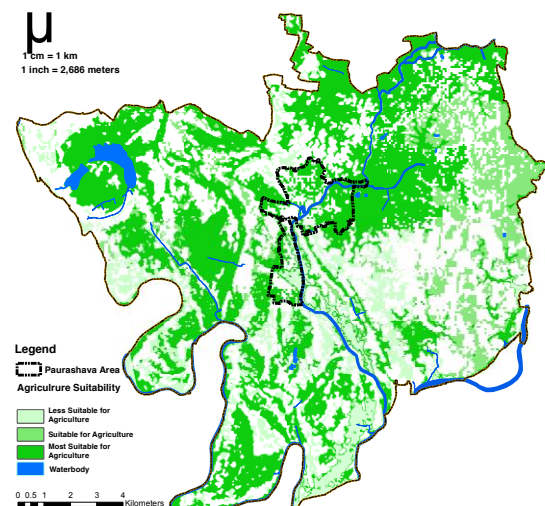 µ
1 cm = 1 km
1 inch = 2,686 meters
Legend
Paurashava Area
Agriculrure Suitability
Less Suitable for
Agriculture
Suitable for Agriculture
Most Suitable for
Agriculture
Waterbody
0 0.5 1 2 3 4
Kilometers